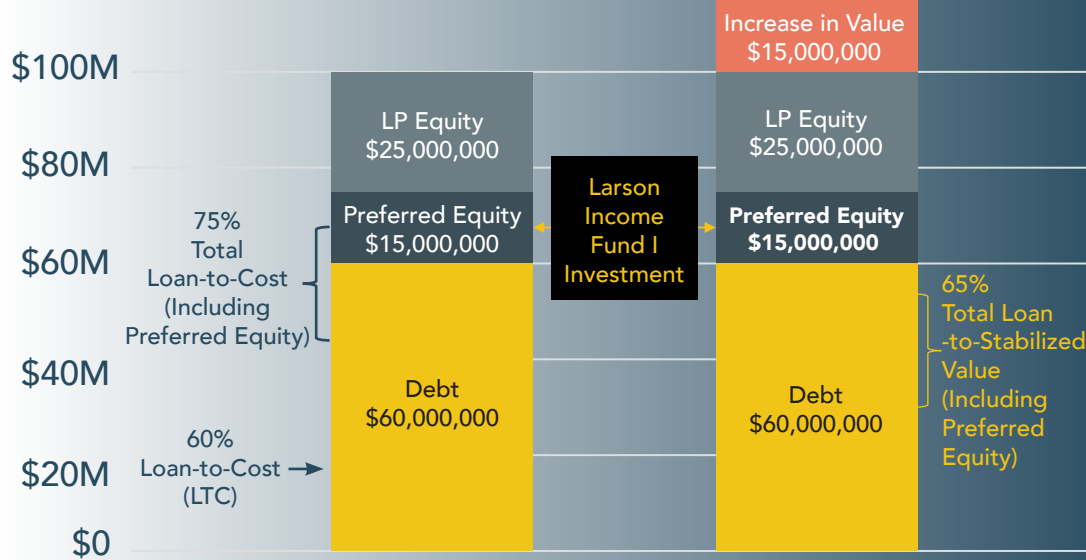 Increase in Value
$15,000,000
$100M
$80M
$60M
$40M
$20M
$0
75%
Total
Loan-to-Cost
(Including
Preferred Equity)
60%
Loan-to-Cost
(LTC)
LP Equity
$25,000,000
Preferred Equity
$15,000,000
Debt
$60,000,000
Larson
Income
Fund I
Investment
LP Equity
$25,000,000
Preferred Equity
$15,000,000
Debt
$60,000,000
65%
Total Loan
-to-Stabilized
Value
(Including
Preferred
Equity)